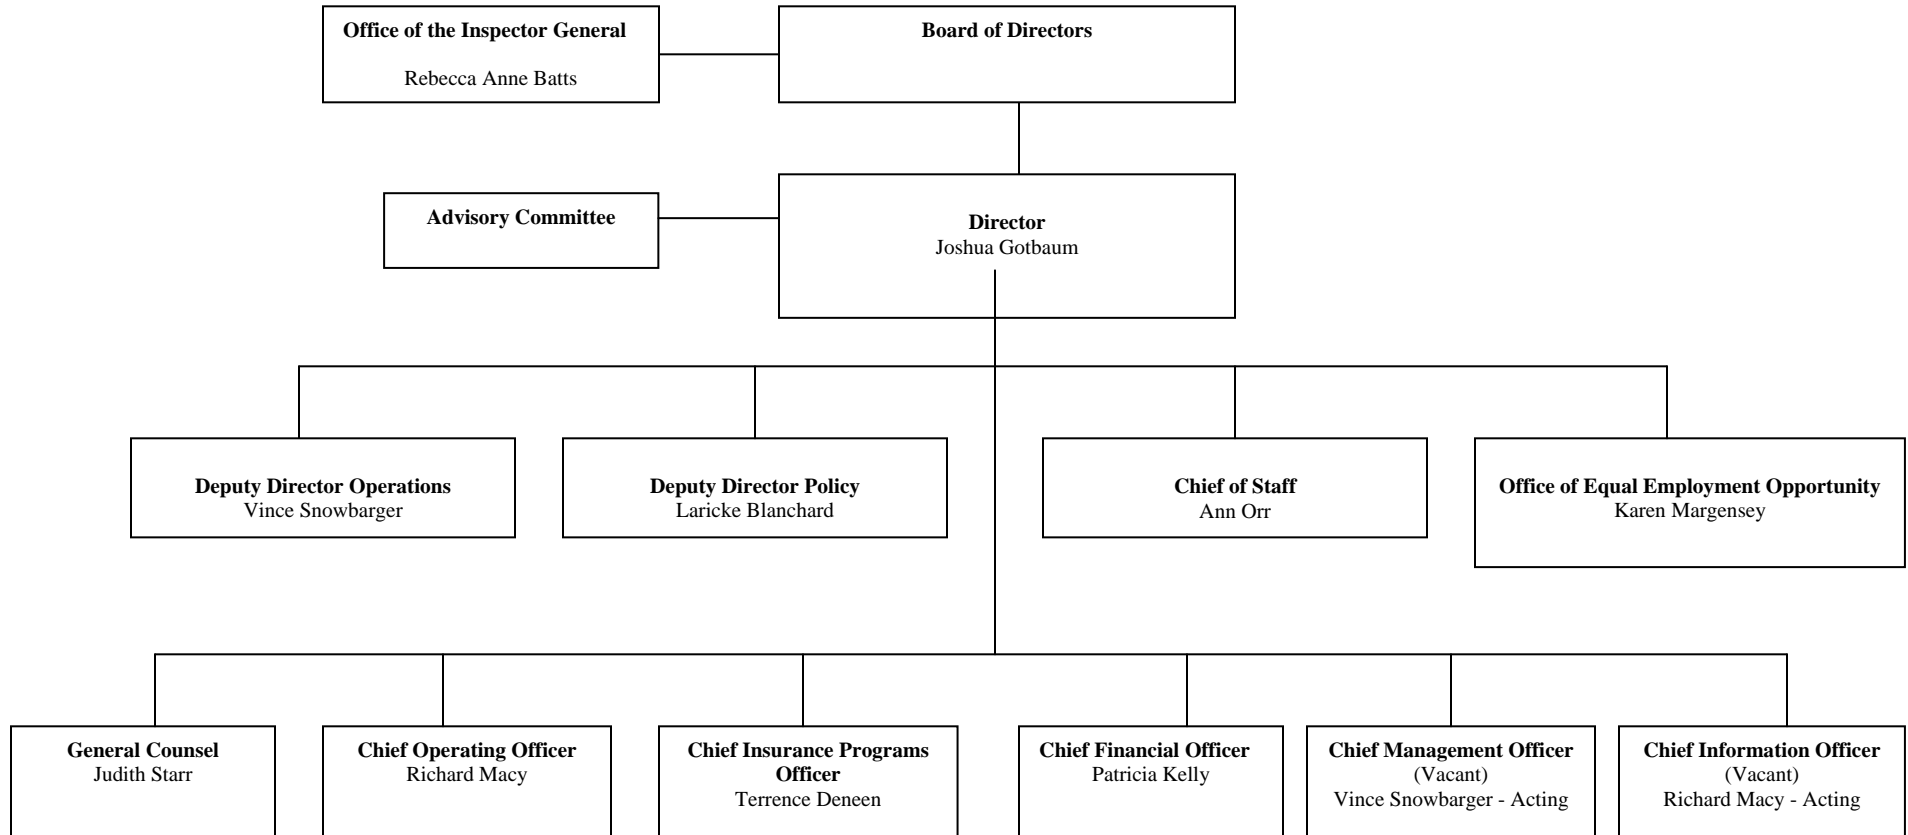 Office of the Inspector General
Rebecca Anne Batts
Board of Directors
Advisory Committee
Director
Joshua Gotbaum
Deputy Director Operations
Vince Snowbarger
Deputy Director Policy
Laricke Blanchard
Chief of Staff
Ann Orr
Office of Equal Employment Opportunity
Karen Margensey
General Counsel
Judith Starr
Chief Operating Officer
Richard Macy
Chief Insurance Programs
Officer
Terrence Deneen
Chief Financial Officer
Patricia Kelly
Chief Management Officer
(Vacant)
Vince Snowbarger - Acting
Chief Information Officer
(Vacant)
Richard Macy - Acting